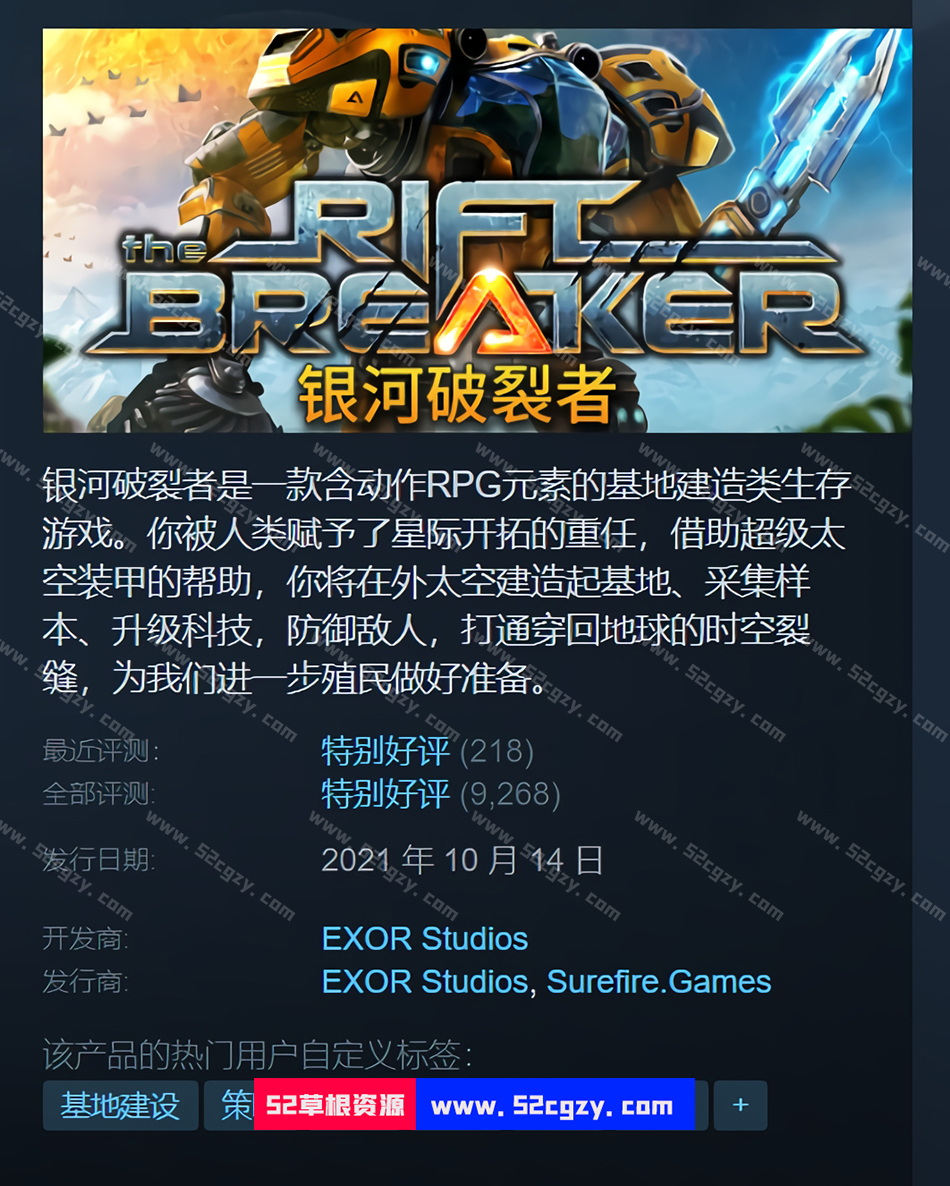 the RIFT
BREAKER
银河破裂者
银河破裂者是一款含动作RPG元素的基地建造类生存
游戏。你被人类赋予了星际开拓的重任，借助超级太
空装甲的帮助，你将在外太空建造起基地、采集样
本、升级科技，防御敌人，打通穿回地球的时空裂
缝，为我们进一步殖民做好准备。
最近评测: 特别好评 (218)
全部评测: 特别好评 (9,268)
发行日期: 2021 年 10 月 14 日
开发商: EXOR Studios
发行商: EXOR Studios, Surefire.Games
该产品的热门用户自定义标签:
基地建设 策 52草根资源 www.52cgzy.com +
www.52cgzy.com